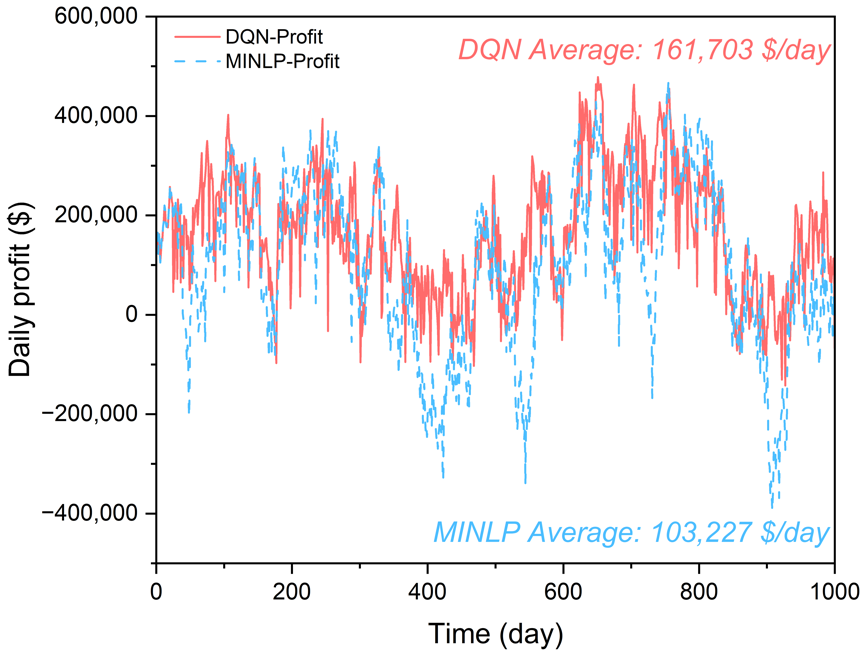 600,000
DQN-Profit
MINLP-Profit
DQN Average: 161,703 $/day
400,000
200,000
0
−200,000
−400,000
Daily profit ($)
MINLP Average: 103,227 $/day
0 200 400 600 800 1000
Time (day)